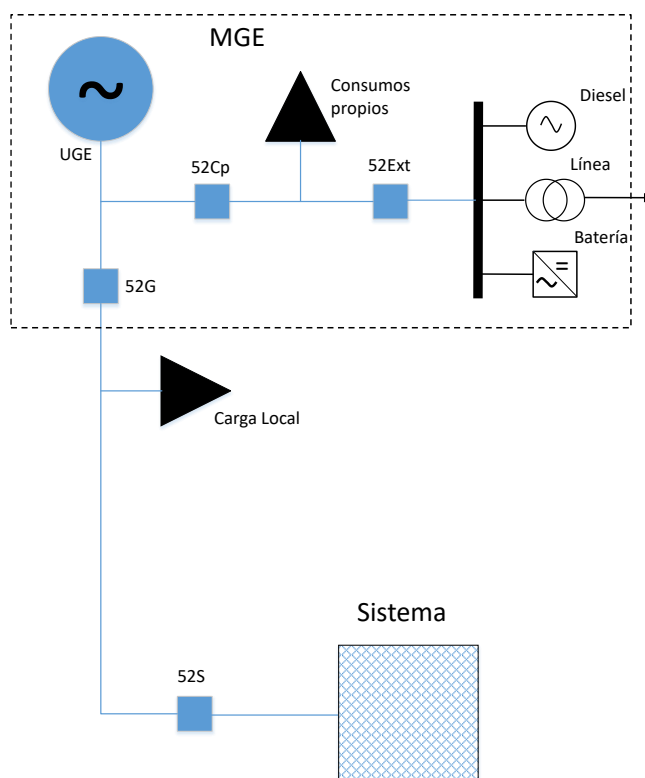 MGE
Consumos
propios
Diesel
UGE
52Cp
52Ext
Línea
Batería
52G
Carga Local
Sistema
52S